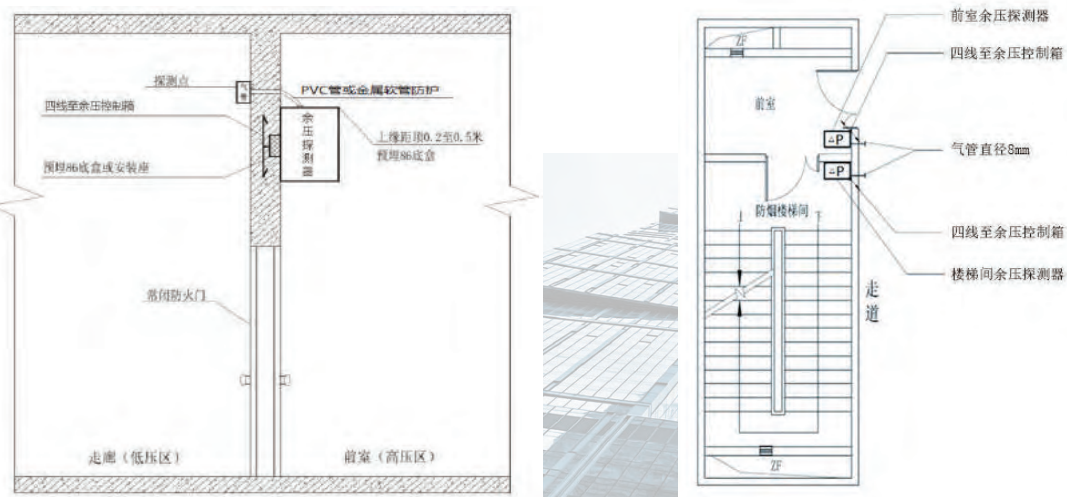 探测点
气管
PVC管或金属软管防护
四线至余压控制箱
余压探测器
上缘距顶0.2至0.5米
预埋86底盒
预埋86底盒或安装座
常闭防火门
走廊（低压区）
前室（高压区）
ZF
前室
△P
△P
防烟楼梯间
上
下
走道
ZF
前室余压探测器
四线至余压控制箱
气管直径8mm
四线至余压控制箱
楼梯间余压探测器